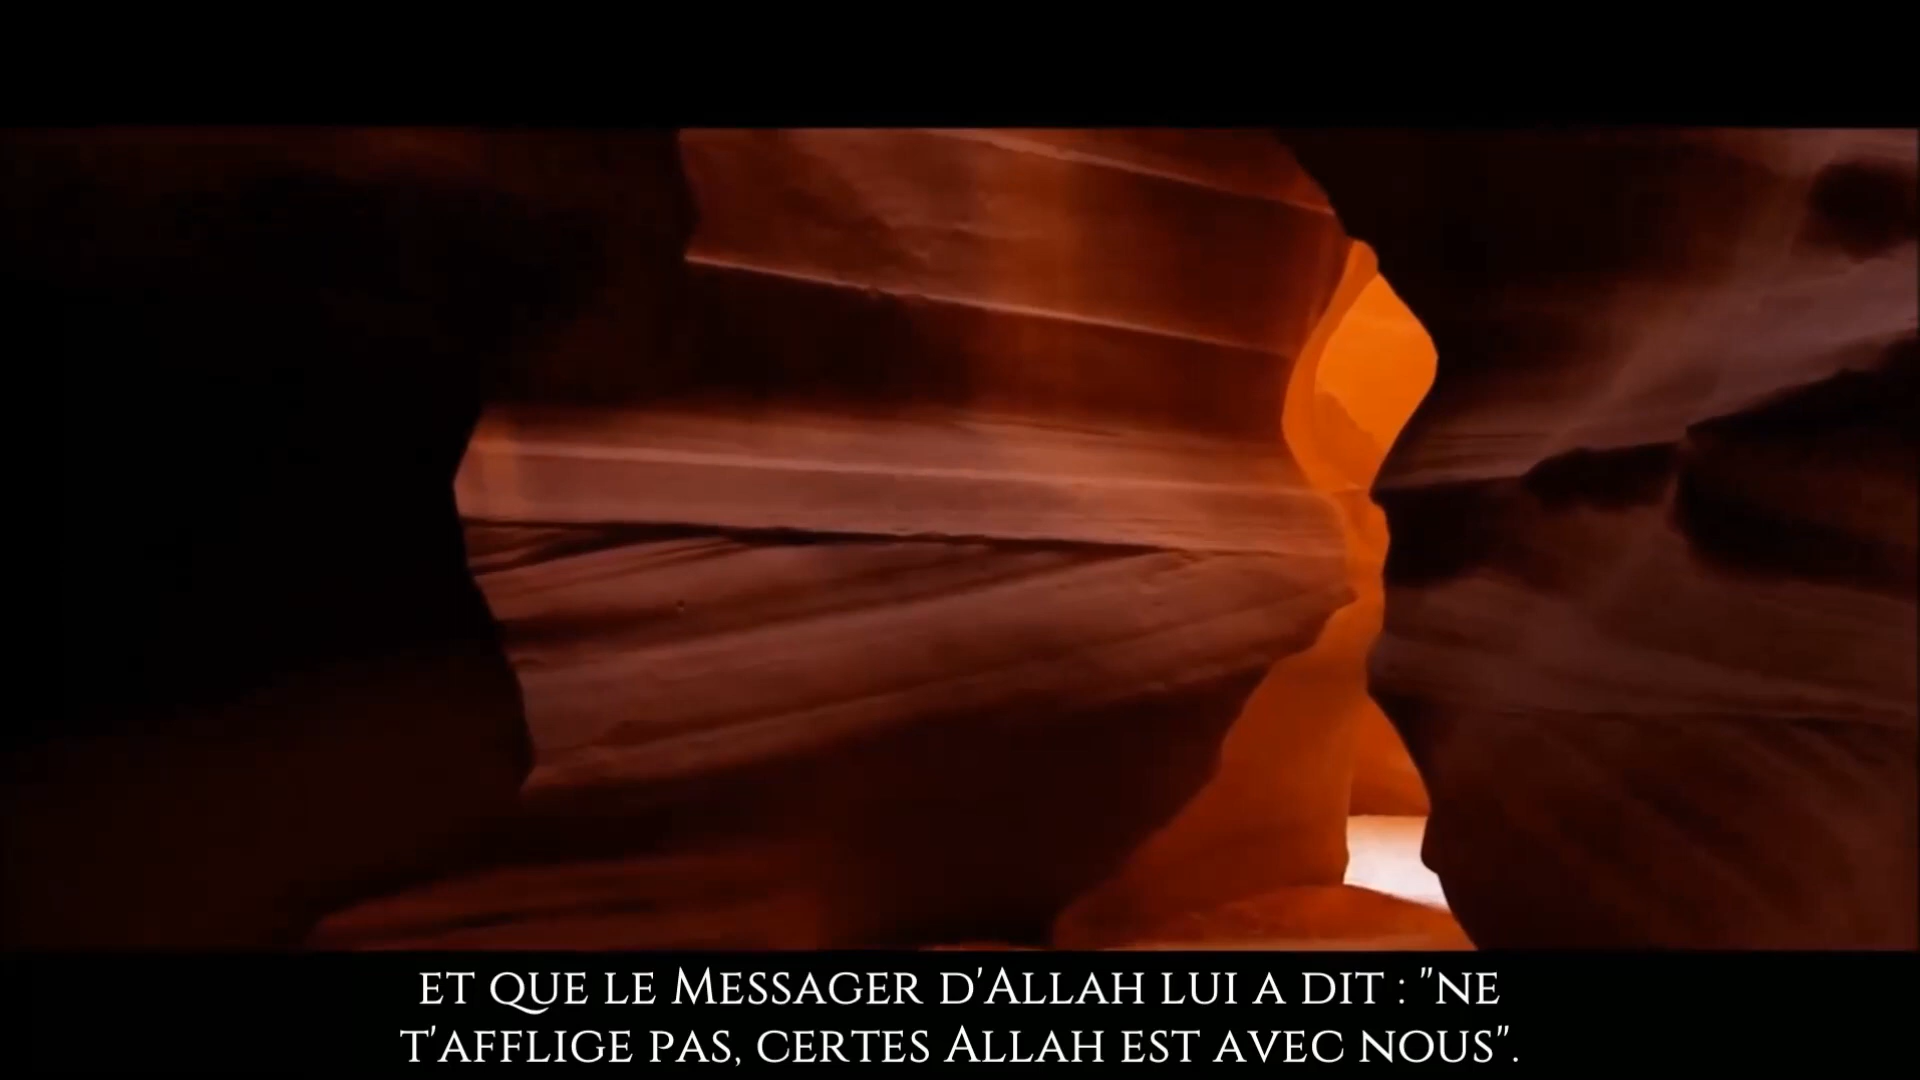 ET QUE LE MESSAGER D'ALLAH LUI A DIT : "NE
T'AFFLIGE PAS, CERTES ALLAH EST AVEC NOUS".